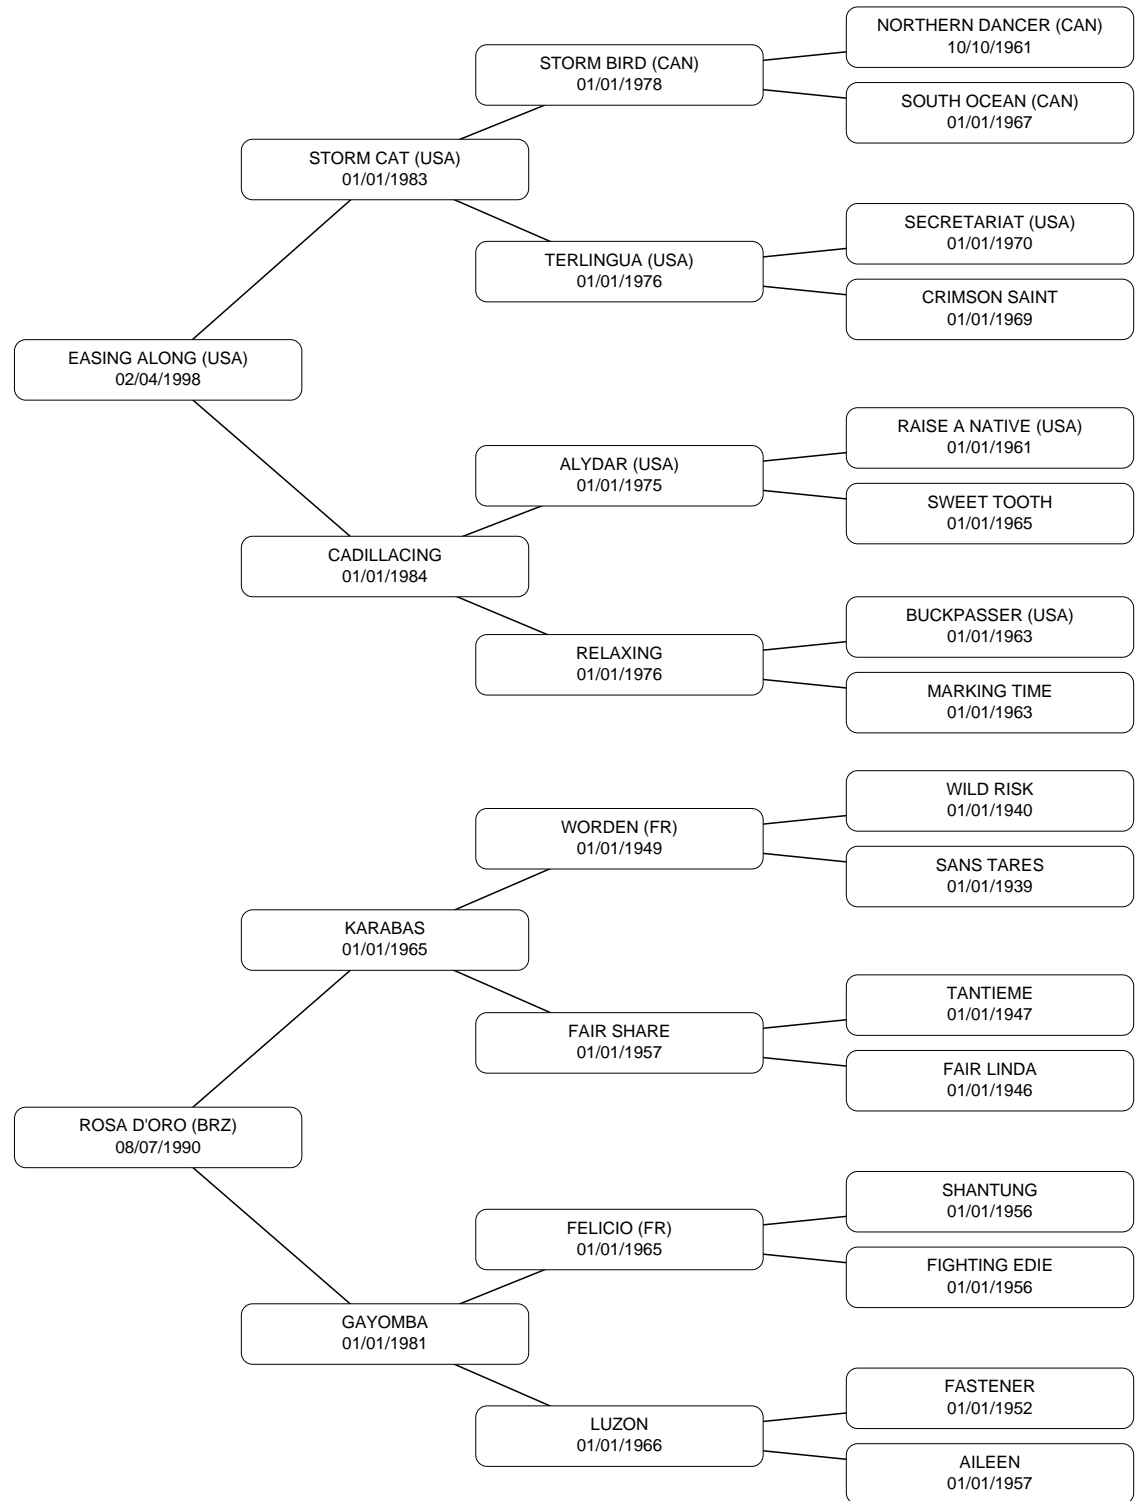 NORTHERN DANCER (CAN)
10/10/1961
STORM BIRD (CAN)
01/01/1978
SOUTH OCEAN (CAN)
01/01/1967
STORM CAT (USA)
01/01/1983
SECRETARIAT (USA)
01/01/1970
TERLINGUA (USA)
01/01/1976
CRIMSON SAINT
01/01/1969
EASING ALONG (USA)
02/04/1998
RAISE A NATIVE (USA)
01/01/1961
ALYDAR (USA)
01/01/1975
SWEET TOOTH
01/01/1965
CADILLACING
01/01/1984
BUCKPASSER (USA)
01/01/1963
RELAXING
01/01/1976
MARKING TIME
01/01/1963
WILD RISK
01/01/1940
WORDEN (FR)
01/01/1949
SANS TARES
01/01/1939
KARABAS
01/01/1965
TANTIEME
01/01/1947
FAIR SHARE
01/01/1957
FAIR LINDA
01/01/1946
ROSA D'ORO (BRZ)
08/07/1990
SHANTUNG
01/01/1956
FELICIO (FR)
01/01/1965
FIGHTING EDIE
01/01/1956
GAYOMBA
01/01/1981
FASTENER
01/01/1952
LUZON
01/01/1966
AILEEN
01/01/1957